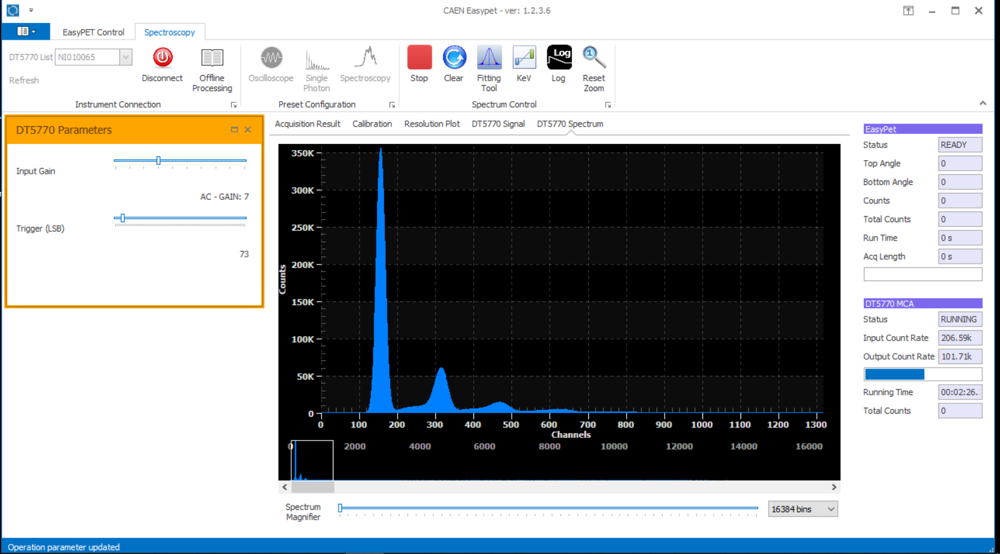 CAEN Easypet - ver: 1.2.3.6
EasyPET Control
Spectroscopy
DT5770 List
NI010065
Refresh
Disconnect
Offline
Processing
Instrument Connection
Oscilloscope
Single
Photon
Spectroscopy
Preset Configuration
Stop
Clear
Fitting
Tool
KeV
Log
Log
1
Reset
Zoom
Spectrum Control
DT5770 Parameters
Input Gain
AC - GAIN: 7
Trigger (LSB)
73
Acquisition Result
Calibration
Resolution Plot
DT5770 Signal
DT5770 Spectrum
350K
300K
250K
200K
150K
100K
50K
0
Counts
0 100 200 300 400 500 600 700 800 900 1000 1100 1200 1300
Channels
0 2000 4000 6000 8000 10000 12000 14000 16000
Spectrum
Magnifier
16384 bins
EasyPet
Status READY
Top Angle 0
Bottom Angle 0
Counts 0
Total Counts 0
Run Time 0 s
Acq Length 0 s
DT5770 MCA
Status RUNNING
Input Count Rate 206.59k
Output Count Rate 101.71k
Running Time 00:02:26.
Total Counts 0
Operation parameter updated